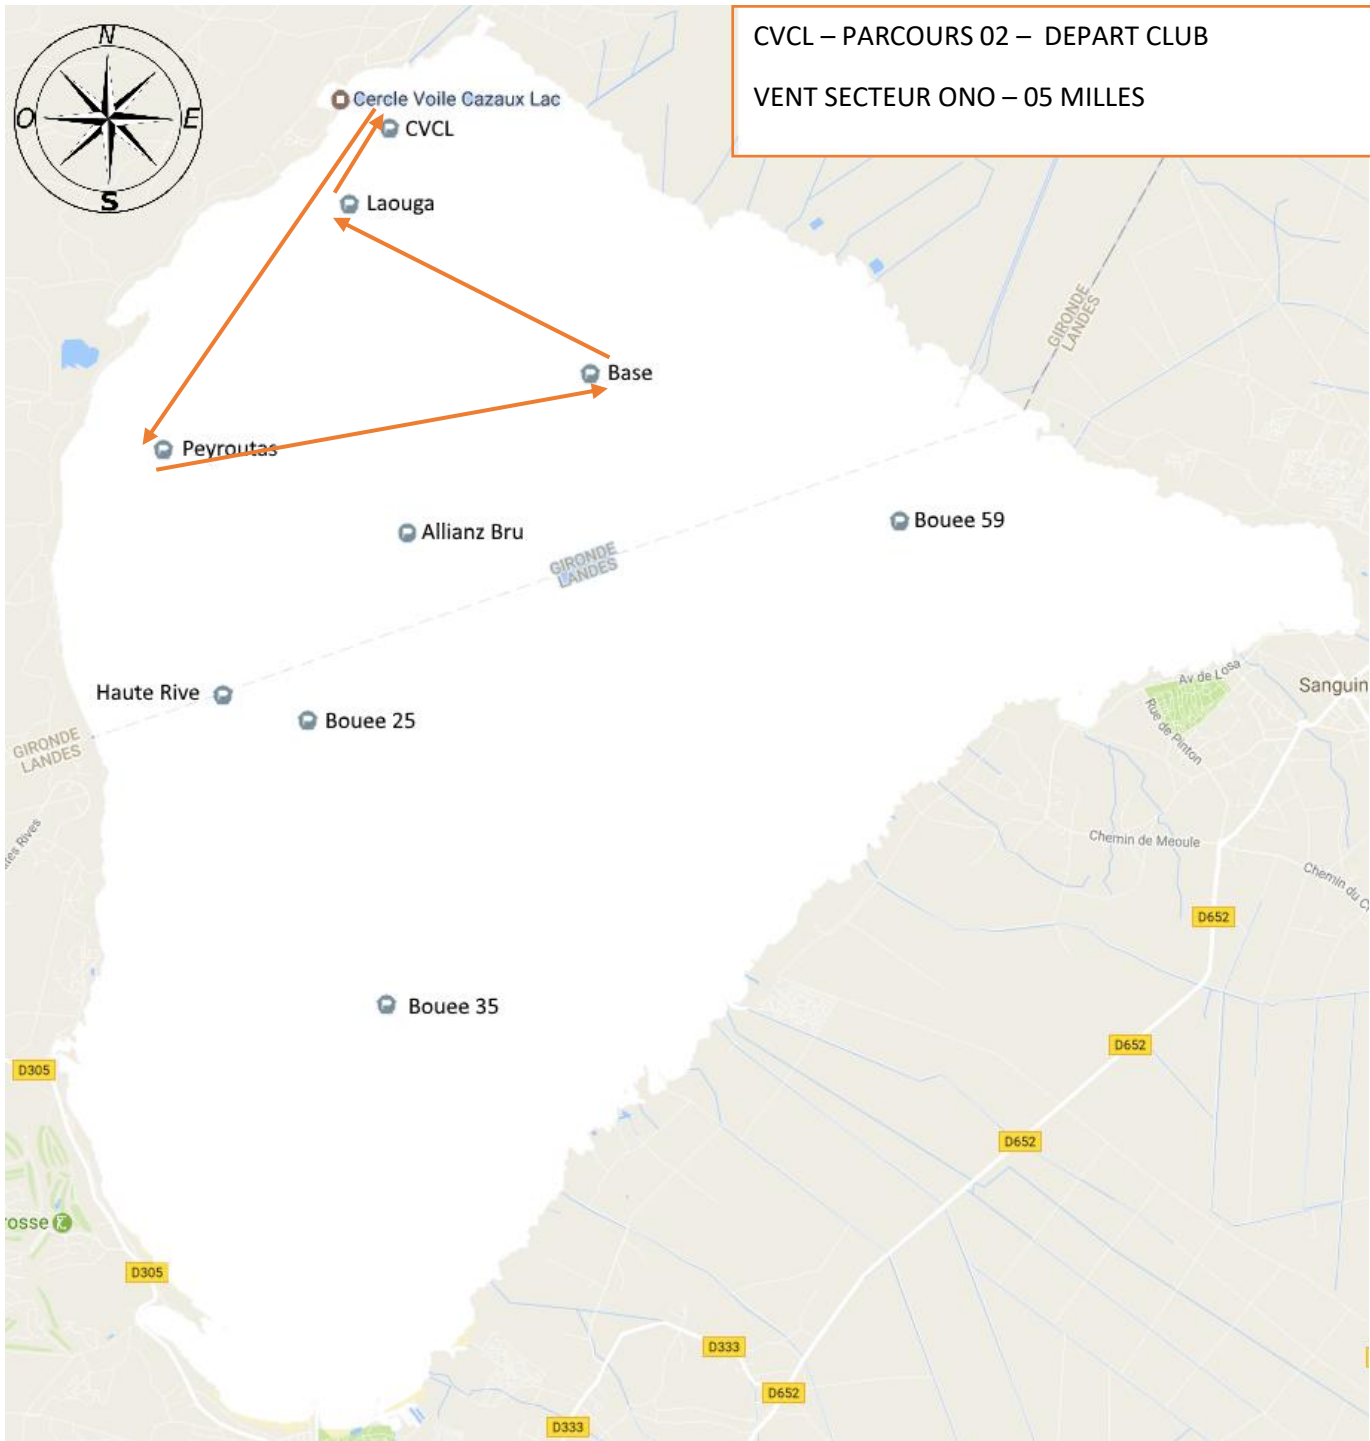 CVCL – PARCOURS 02 – DEPART CLUB
VENT SECTEUR ONO – 05 MILLES
N
O
E
S
Cercle Voile Cazaux Lac
CVCL
Laouga
GIRONDE
LANDES
Base
Peyroutas
Allianz Bru
Bouee 59
GIRONDE
LANDES
Av de Losa
Sanguin
Rue de Pinton
Haute Rive
Bouee 25
GIRONDE
LANDES
Chemin de Meoule
D652
Bouee 35
D652
D305
D652
osse
D305
D333
D652
D333